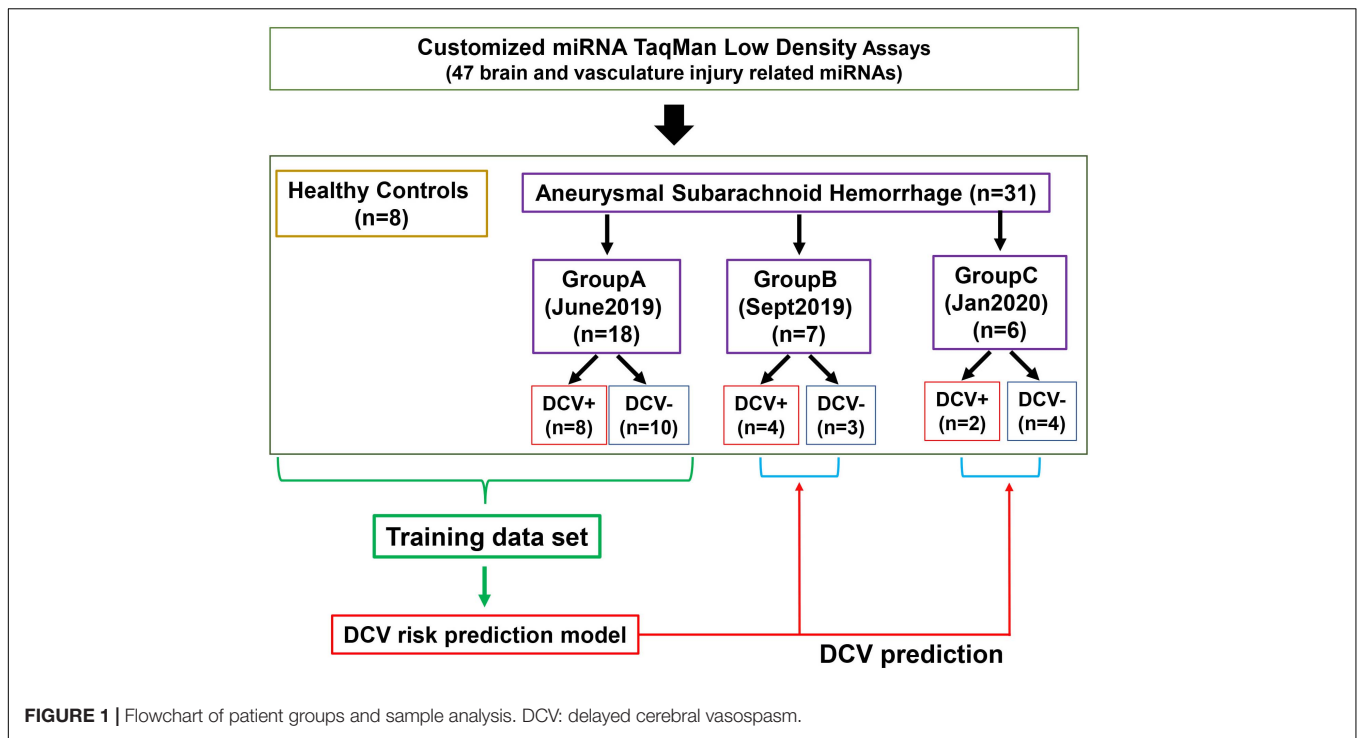 Customized miRNA TaqMan Low Density Assays
(47 brain and vasculature injury related miRNAs)
Healthy Controls
(n=8)
Aneurysmal Subarachnoid Hemorrhage (n=31)
GroupA
(June2019)
(n=18)
GroupB
(Sept2019)
(n=7)
GroupC
(Jan2020)
(n=6)
DCV+
(n=8)
DCV-
(n=10)
DCV+
(n=4)
DCV-
(n=3)
DCV+
(n=2)
DCV-
(n=4)
Training data set
DCV risk prediction model
DCV prediction
FIGURE 1 | Flowchart of patient groups and sample analysis. DCV: delayed cerebral vasospasm.